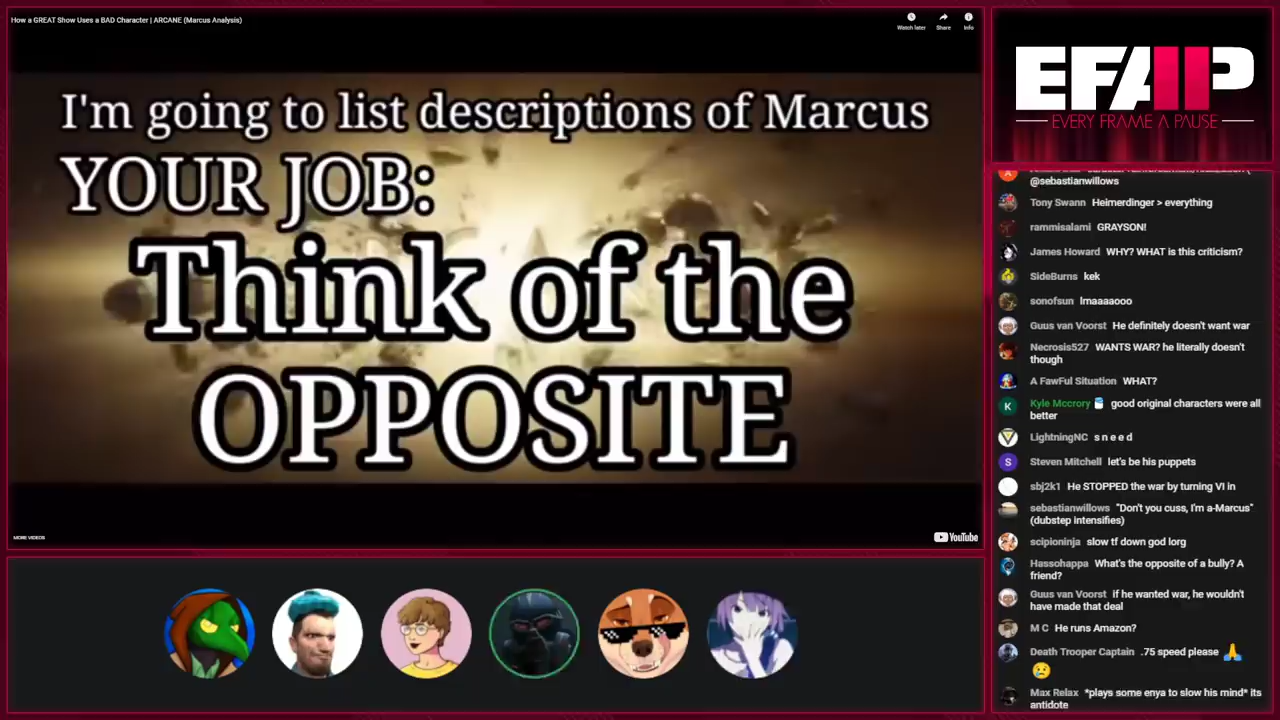 How a GREAT Show Uses a BAD Character | ARCANE (Marcus Analysis)
Watch later
Share
Info
I'm going to list descriptions of Marcus
YOUR JOB:
Think of the
OPPOSITE
MORE VIDEOS
YouTube
EFAP
EVERY FRAME A PAUSE
@sebastianwillows
Tony Swann Heimerdinger > everything
rammisalami GRAYSON!
James Howard WHY? WHAT is this criticism?
SideBurns kek
sonofsun lmaaaaooo
Guus van Voorst He definitely doesn't want war
Necrosis527 WANTS WAR? he literally doesn't
though
A FawFul Situation WHAT?
K
Kyle Mccrory good original characters were all
better
LightningNC s n e e d
S
Steven Mitchell let's be his puppets
sbj2k1 He STOPPED the war by turning VI in
sebastianwillows "Don't you cuss, I'm a-Marcus"
(dubstep intensifies)
scipioninja slow tf down god lorg
Hassohappa What's the opposite of a bully? A
friend?
Guus van Voorst if he wanted war, he wouldn't
have made that deal
M C He runs Amazon?
Death Trooper Captain .75 speed please 🙏
😢
Max Relax *plays some enya to slow his mind* its
antidote